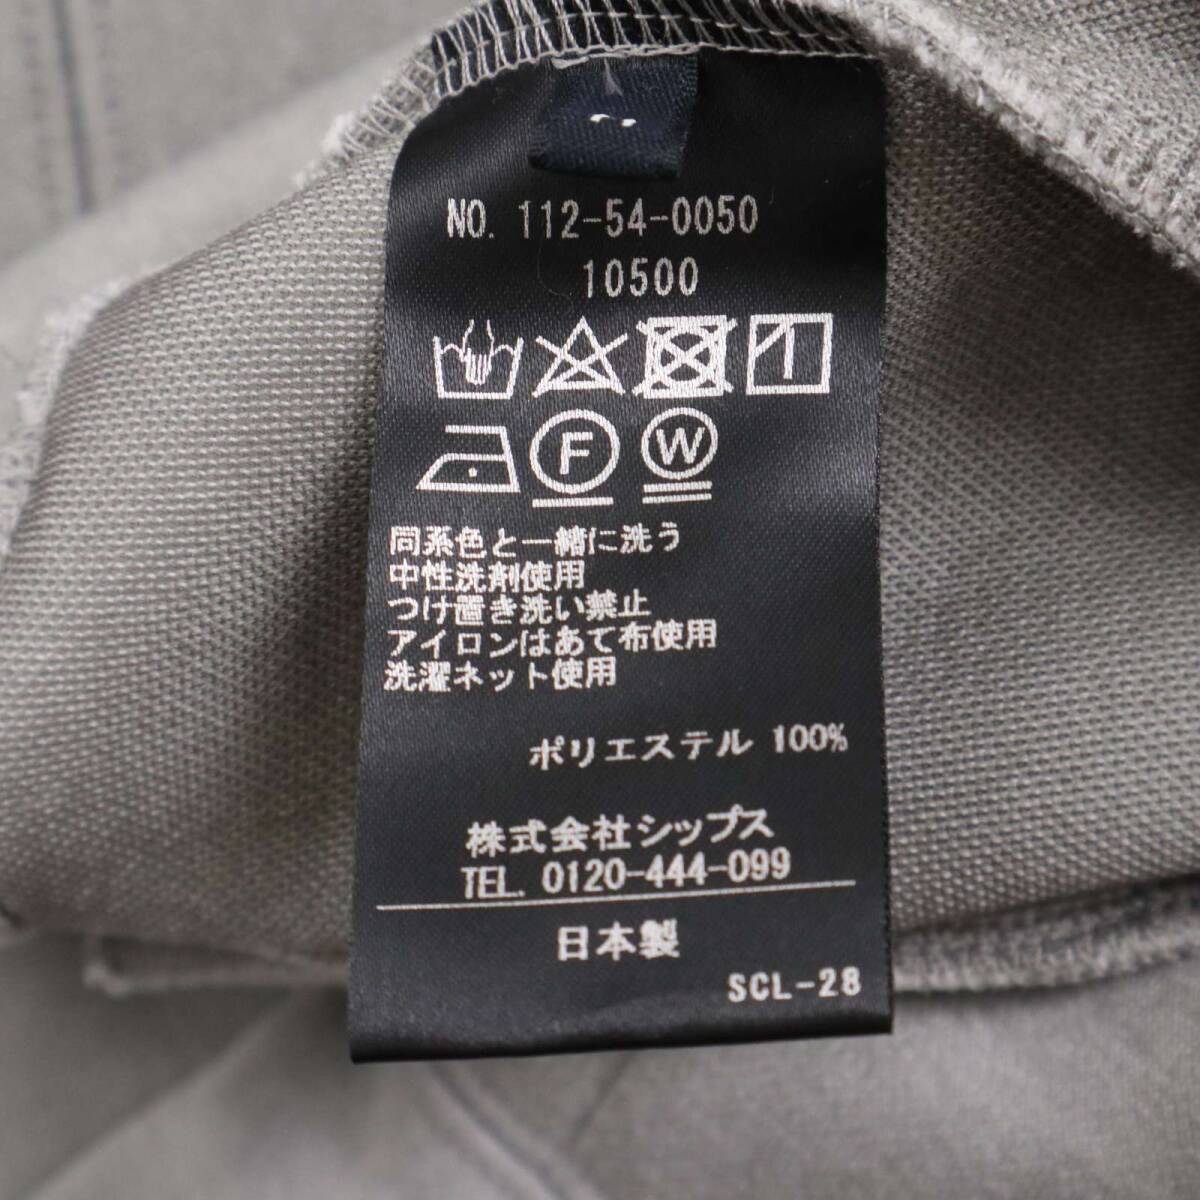 NO. 112-54-0050
10500
F
W
同系色と一緒に洗う
中性洗剤使用
つけ置き洗い禁止
アイロンはあて布使用
洗濯ネット使用
ポリエステル 100%
株式会社シップス
TEL. 0120-444-099
日本製
SCL-28